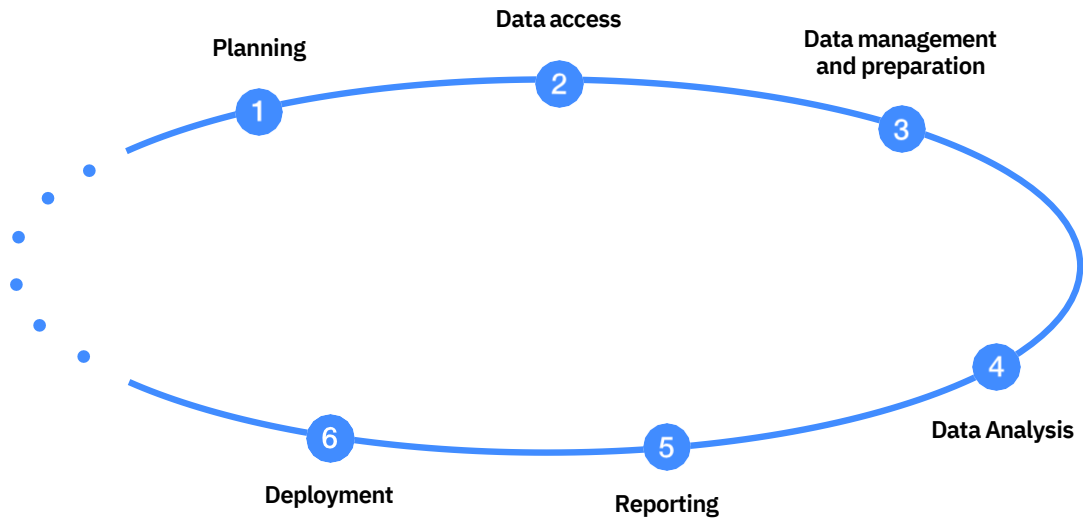 Planning
1
Data access
2
Data management
and preparation
3
4
Data Analysis
5
Reporting
6
Deployment